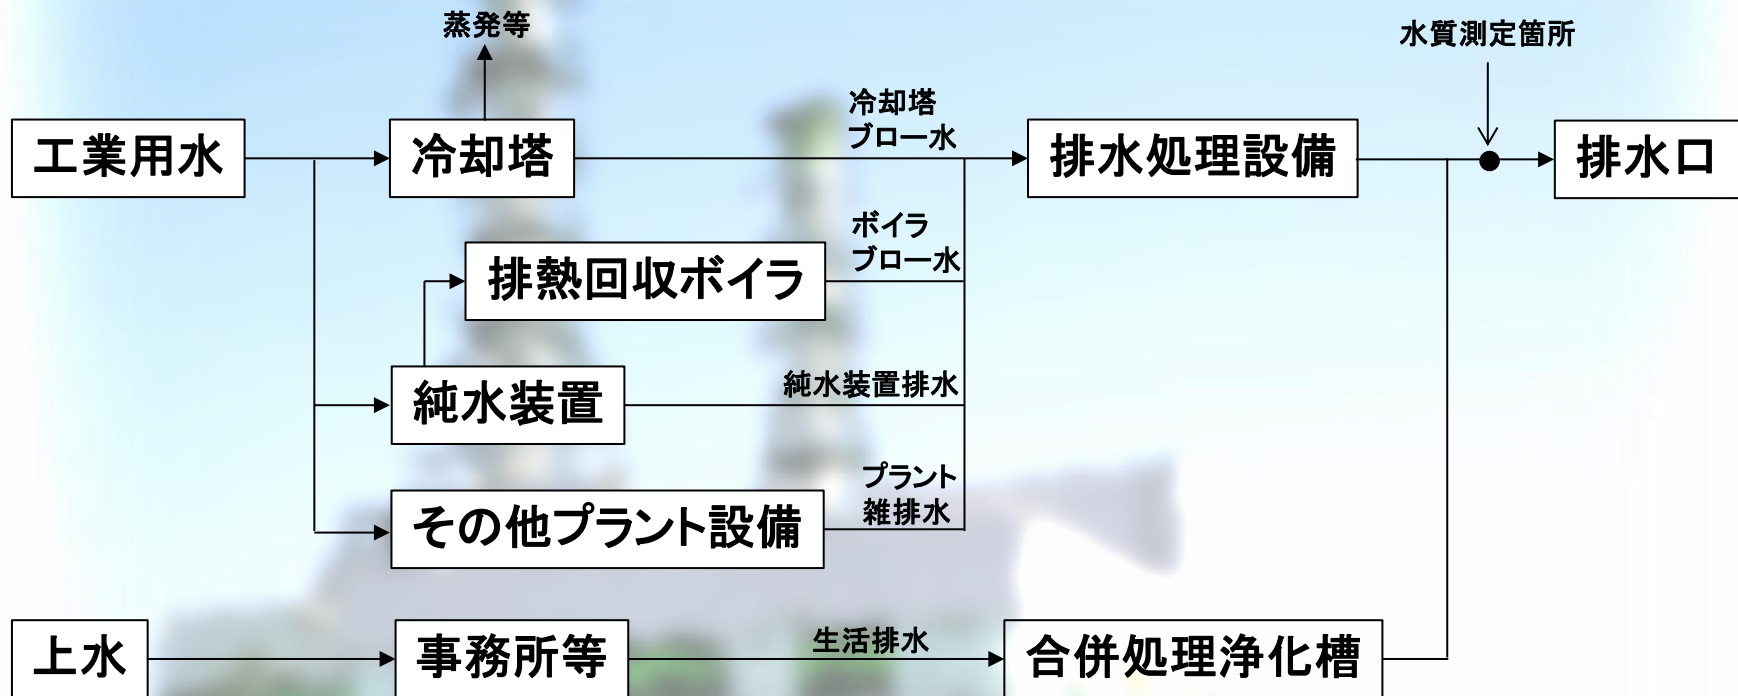 蒸発等
水質測定箇所
冷却塔
ブロー水
工業用水
冷却塔
排水処理設備
排水口
ボイラ
ブロー水
排熱回収ボイラ
純水装置
純水装置排水
プラント
雑排水
その他プラント設備
上水
事務所等
生活排水
合併処理浄化槽